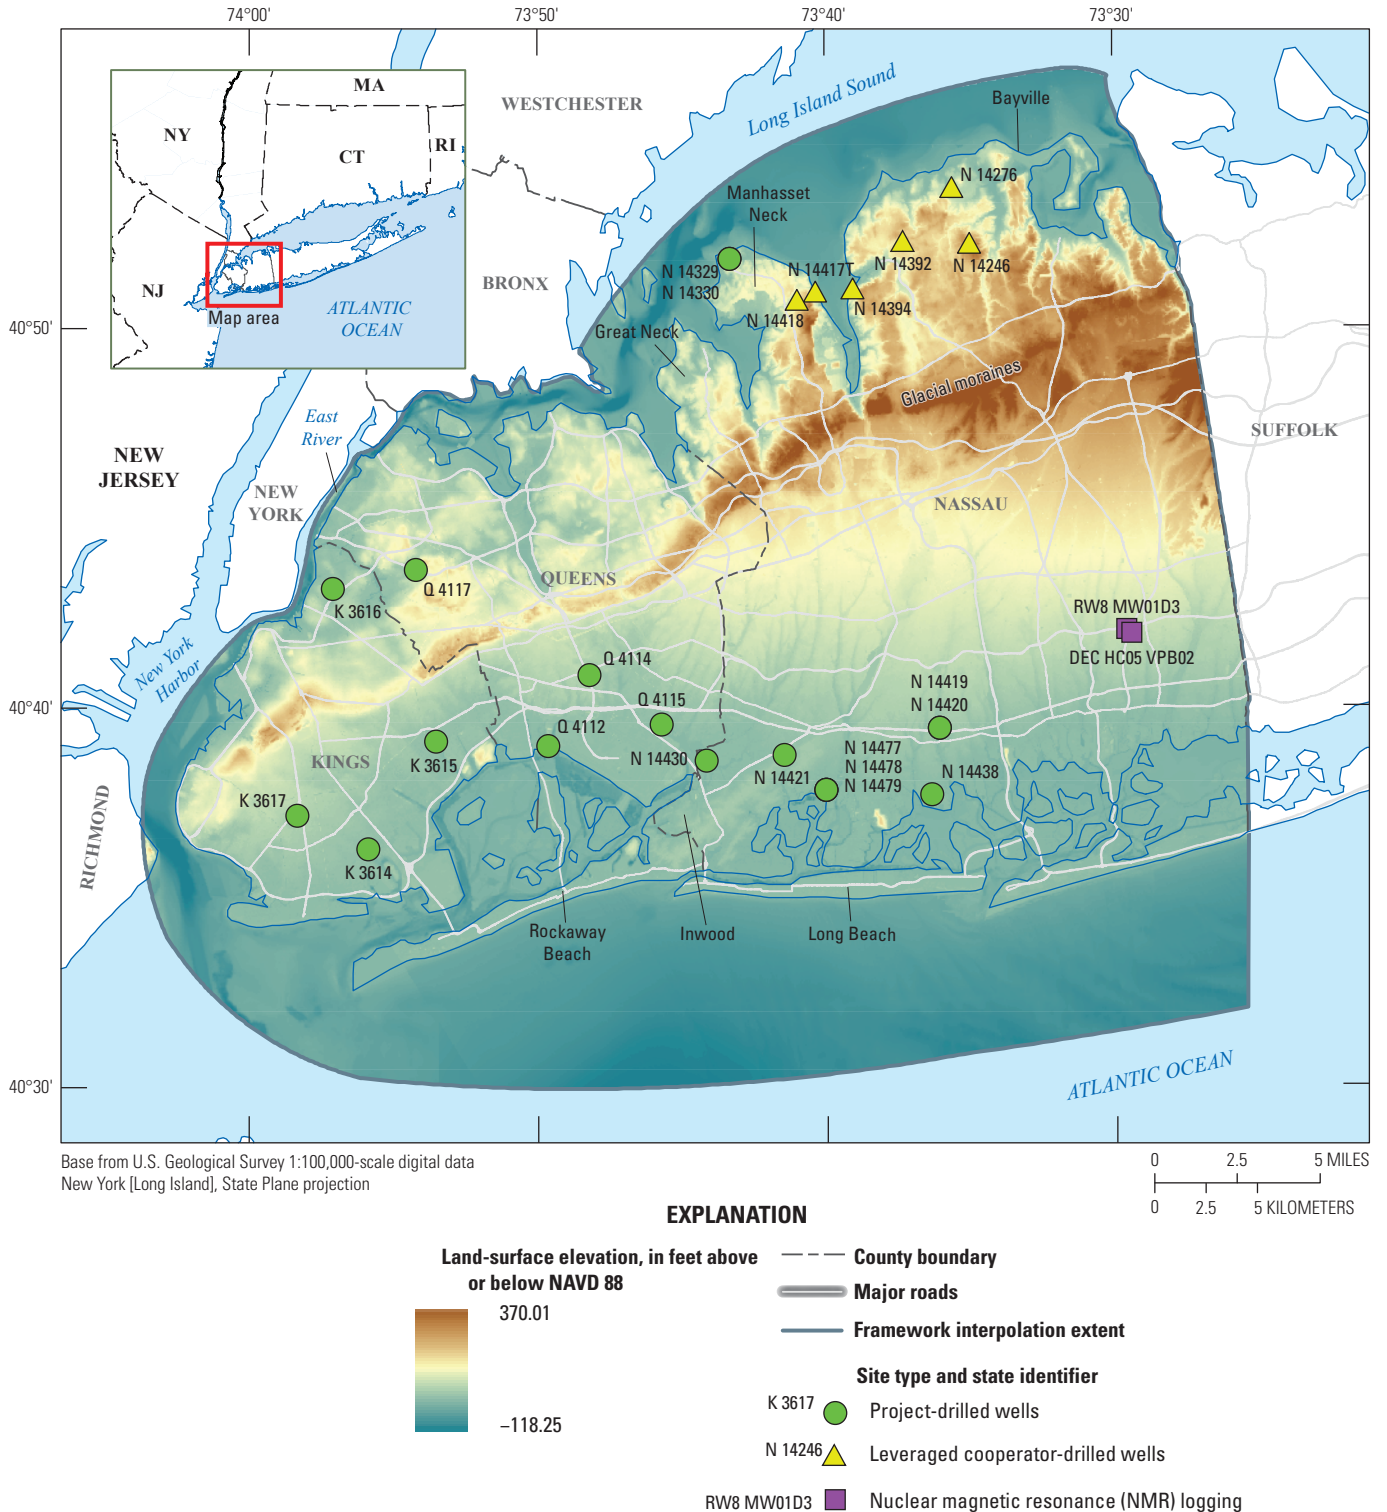 74°00'
73°50'
73°40'
73°30'
MA
NY
CT
RI
NJ
ATLANTIC
OCEAN
Map area
WESTCHESTER
Long Island Sound
Bayville
Manhasset
Neck
N 14276
BRONX
N 14329
N 14330
N 14417T
N 14392
N 14246
N 14418
N 14394
40°50'
Great Neck
Glacial moraines
East
River
SUFFOLK
NEW
JERSEY
NEW
YORK
NASSAU
QUEENS
Q 4117
K 3616
RW8 MW01D3
DEC HC05 VPB02
New York
Harbor
Q 4114
N 14419
N 14420
Q 4115
40°40'
Q 4112
KINGS
K 3615
N 14430
N 14421
N 14477
N 14478
N 14479
N 14438
K 3617
RICHMOND
K 3614
Rockaway
Beach
Inwood
Long Beach
ATLANTIC OCEAN
40°30'
Base from U.S. Geological Survey 1:100,000-scale digital data
New York [Long Island], State Plane projection
0 2.5 5 MILES
0 2.5 5 KILOMETERS
EXPLANATION
Land-surface elevation, in feet above
or below NAVD 88
370.01
−118.25
County boundary
Major roads
Framework interpolation extent
Site type and state identifier
K 3617 Project-drilled wells
N 14246 Leveraged cooperator-drilled wells
RW8 MW01D3 Nuclear magnetic resonance (NMR) logging